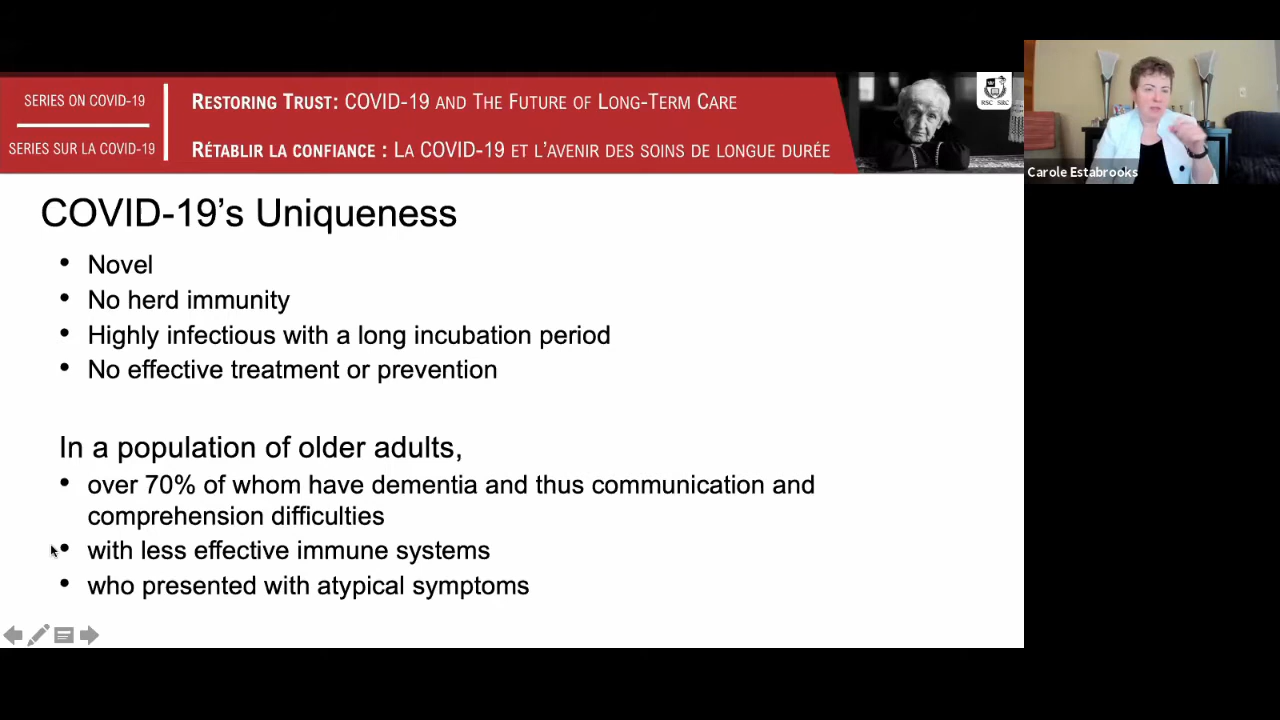 SERIES ON COVID-19
SERIES SUR LA COVID-19
RESTORING TRUST: COVID-19 AND THE FUTURE OF LONG-TERM CARE
RÉTABLIR LA CONFIANCE : LA COVID-19 ET L'AVENIR DES SOINS DE LONGUE DURÉE
RSC SRC
Carole Estabrooks
COVID-19's Uniqueness
• Novel
• No herd immunity
• Highly infectious with a long incubation period
• No effective treatment or prevention
In a population of older adults,
• over 70% of whom have dementia and thus communication and
comprehension difficulties
• with less effective immune systems
• who presented with atypical symptoms